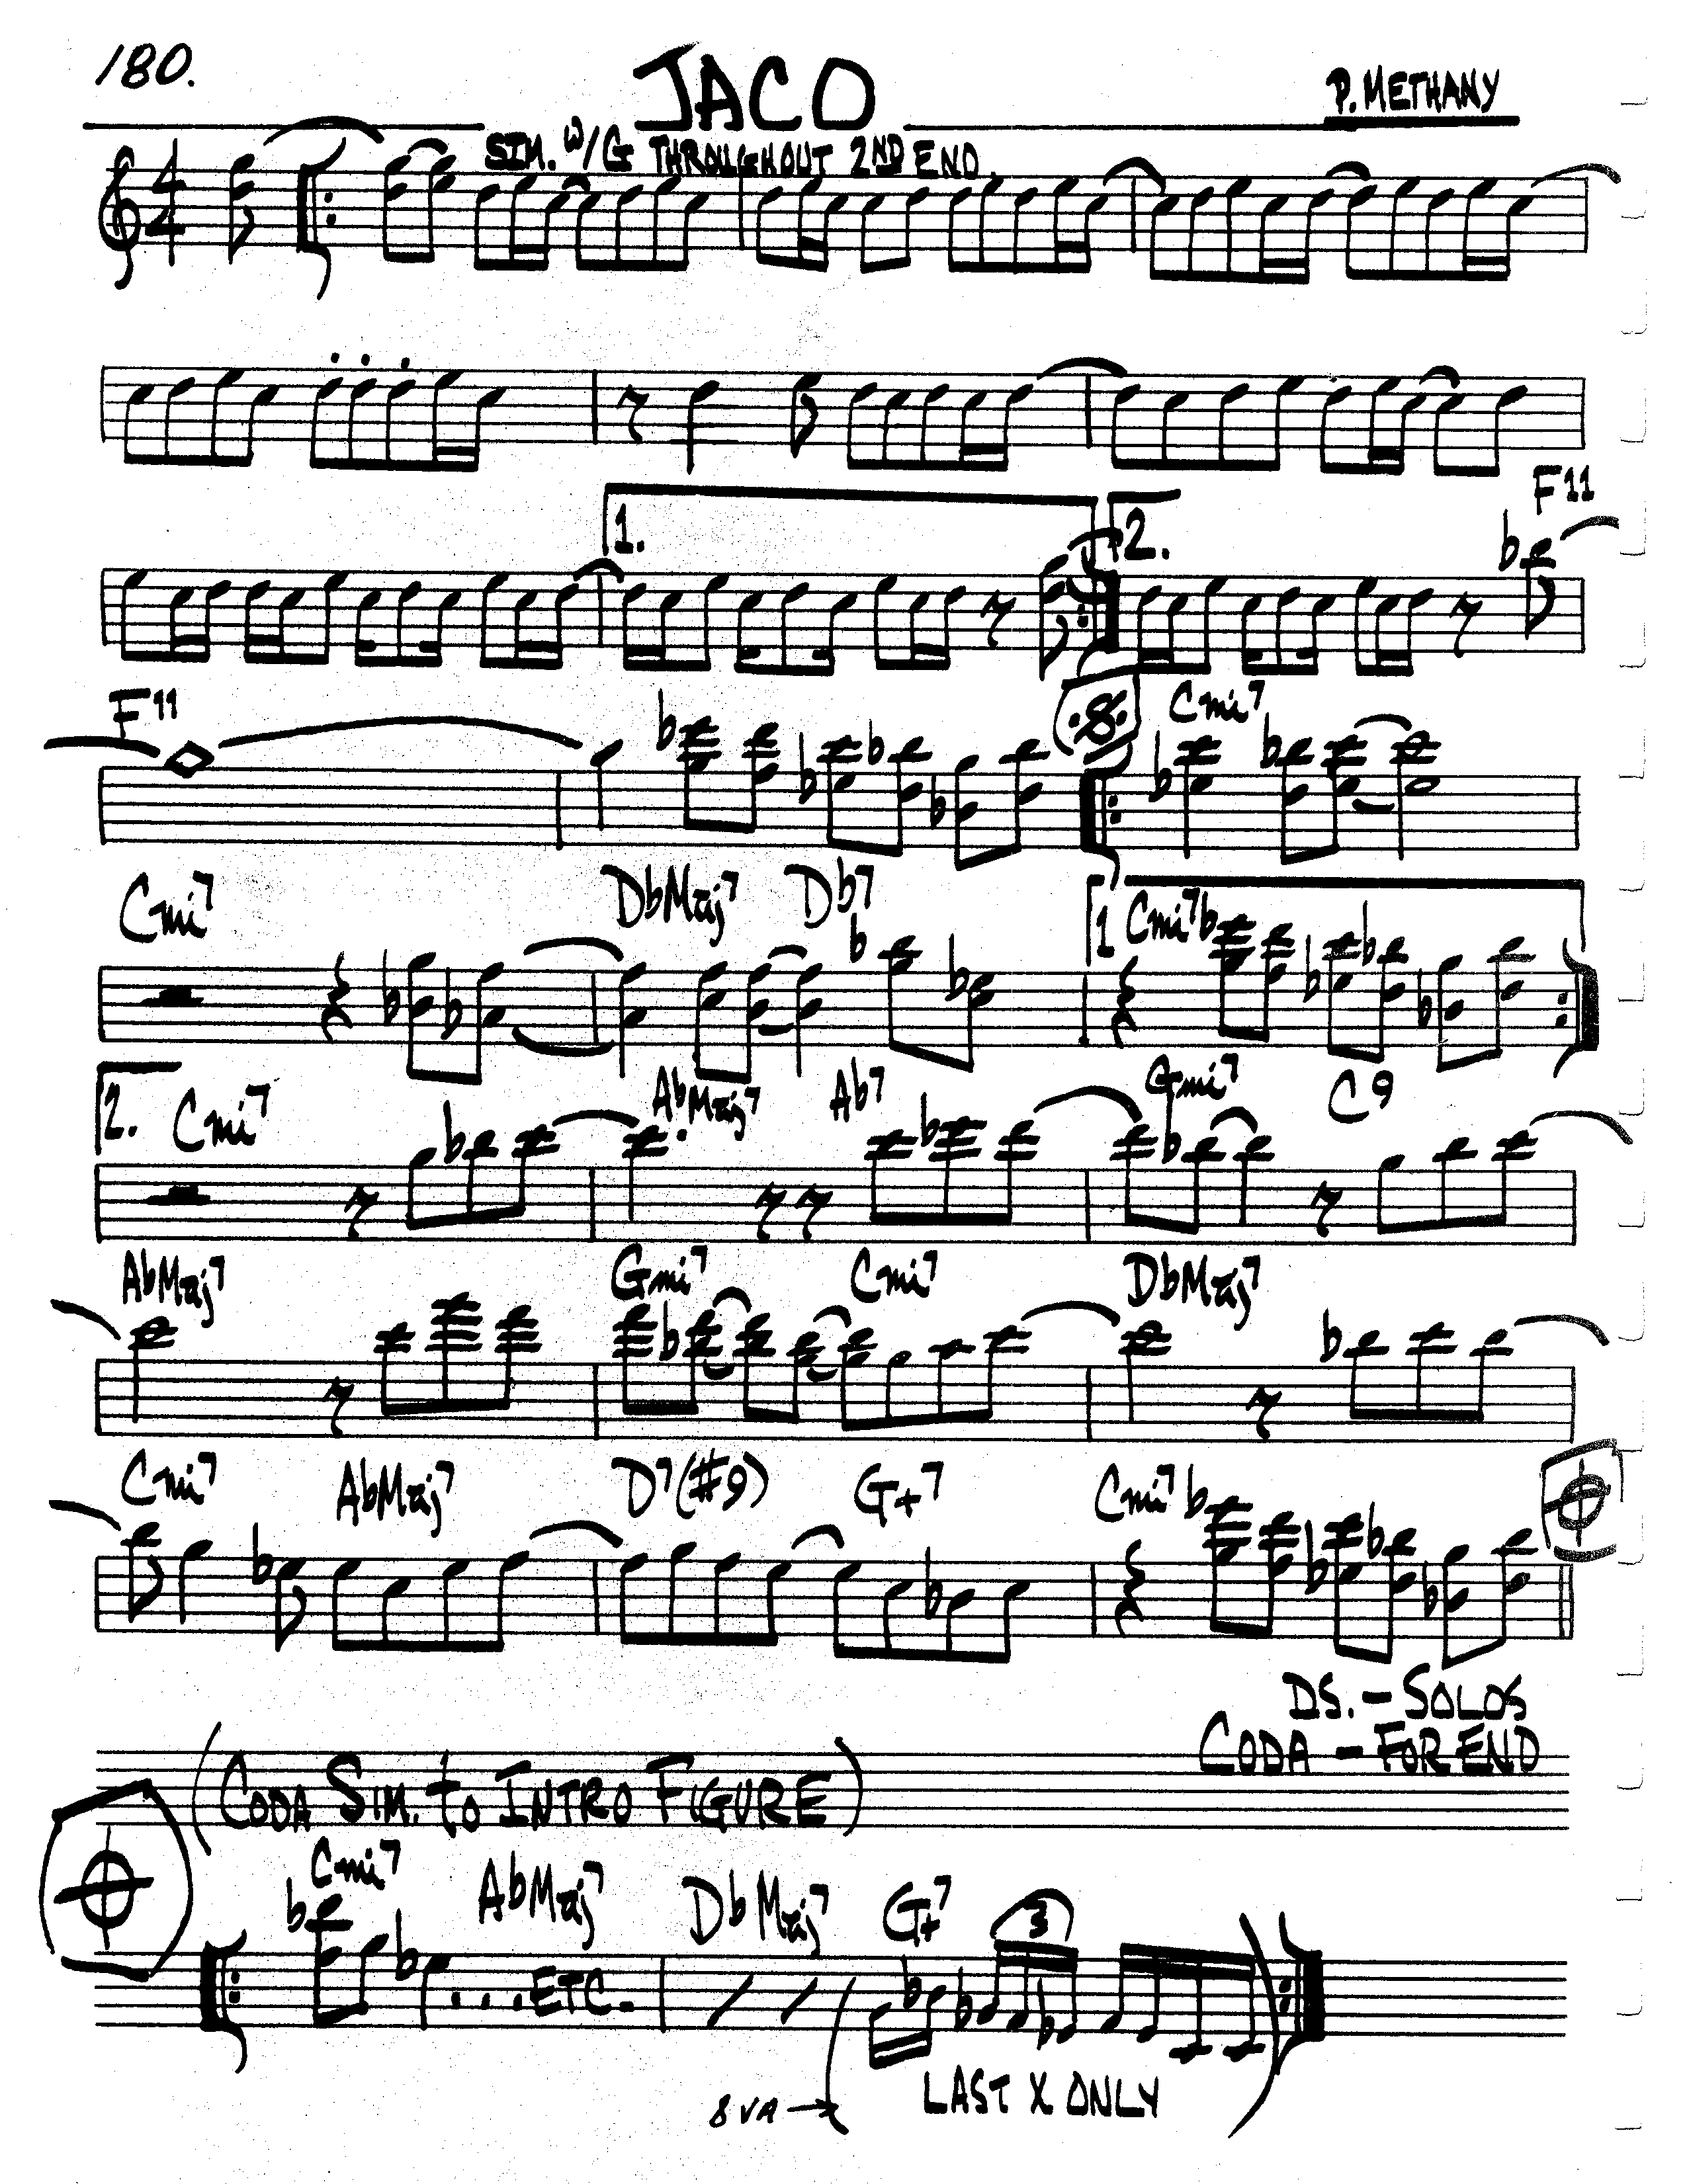 180.
JACO
P. METHANY
SIM. W/G THROUGHOUT 2ND END.
F11
1.
2.
F11
Cmi7
Cmi7 DbMaj7 Db7
1 Cmi7
2. Cmi7 AbMaj7 Ab7 Gmi7 C9
AbMaj7 Gmi7 Cmi7 DbMaj7
Cmi7 AbMaj7 D7(#9) G+7 Cmi7
DS. - SOLOS
CODA - FOR END
(CODA SIM. to INTRO FIGURE)
Cmi7 AbMaj7 DbMaj7 G+7
3
...ETC.
LAST X ONLY
8VA→